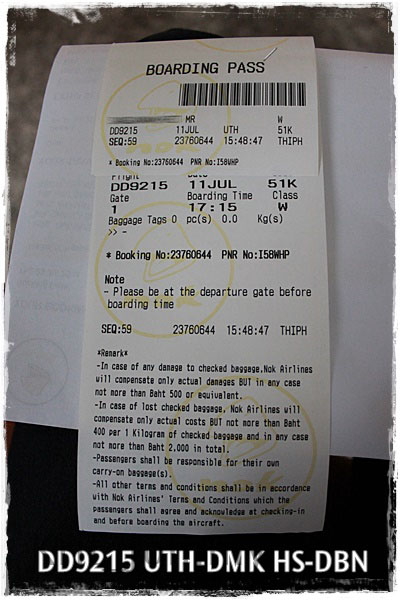 BOARDING PASS
MR W
DD9215 11JUL UTH 51K
SEQ:59 23760644 15:48:47 THIPH
* Booking No:23760644 PNR No:I58WHP
Flight Date Seat
DD9215 11JUL 51K
Gate Boarding Time Class
1 17:15 W
Baggage Tags 0 pc(s) 0.0 Kg(s)
>> -
* Booking No:23760644 PNR No:I58WHP
Note
- Please be at the departure gate before
boarding time
SEQ:59 23760644 15:48:47 THIPH
*Remark*
-In case of any damage to checked baggage,Nok Airlines
will compensate only actual damages BUT in any case
not more than Baht 500 or equivalent.
-In case of lost checked baggage, Nok Airlines will
compensate only actual costs BUT not more than Baht
400 per 1 Kilogram of checked baggage and in any case
not more than Baht 2,000 in total.
-Passengers shall be responsible for their own
carry-on baggage(s).
-All other terms and conditions shall be in accordance
with Nok Airlines' Terms and Conditions which the
passengers shall agree and acknowledge at checking-in
and before boarding the aircraft.
DD9215 UTH-DMK HS-DBN